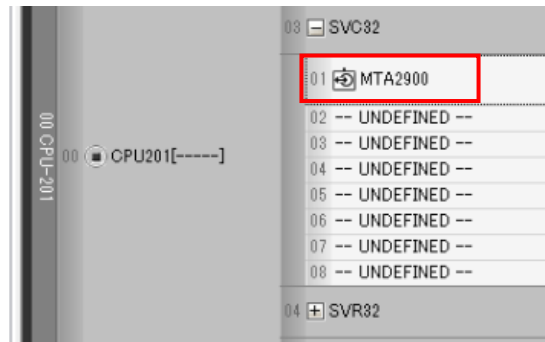 03 SVC32
01 MTA2900
02 -- UNDEFINED --
00 CPU-201
03 -- UNDEFINED --
00 CPU201[-----]
04 -- UNDEFINED --
05 -- UNDEFINED --
06 -- UNDEFINED --
07 -- UNDEFINED --
08 -- UNDEFINED --
04 SVR32